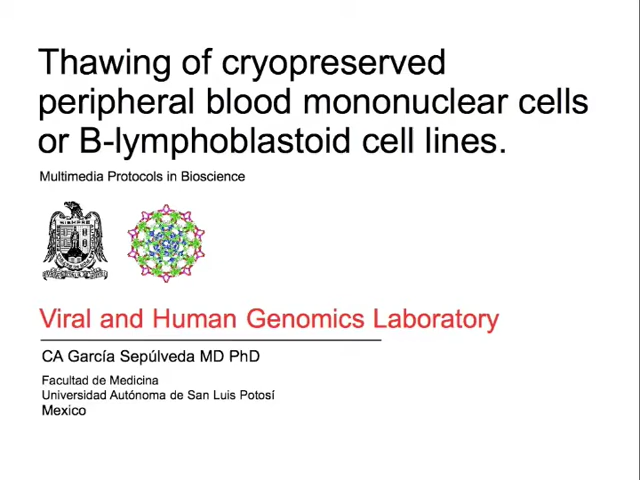 Thawing of cryopreserved
peripheral blood mononuclear cells
or B-lymphoblastoid cell lines.
Multimedia Protocols in Bioscience
Viral and Human Genomics Laboratory
CA García Sepúlveda MD PhD
Facultad de Medicina
Universidad Autónoma de San Luis Potosí
Mexico